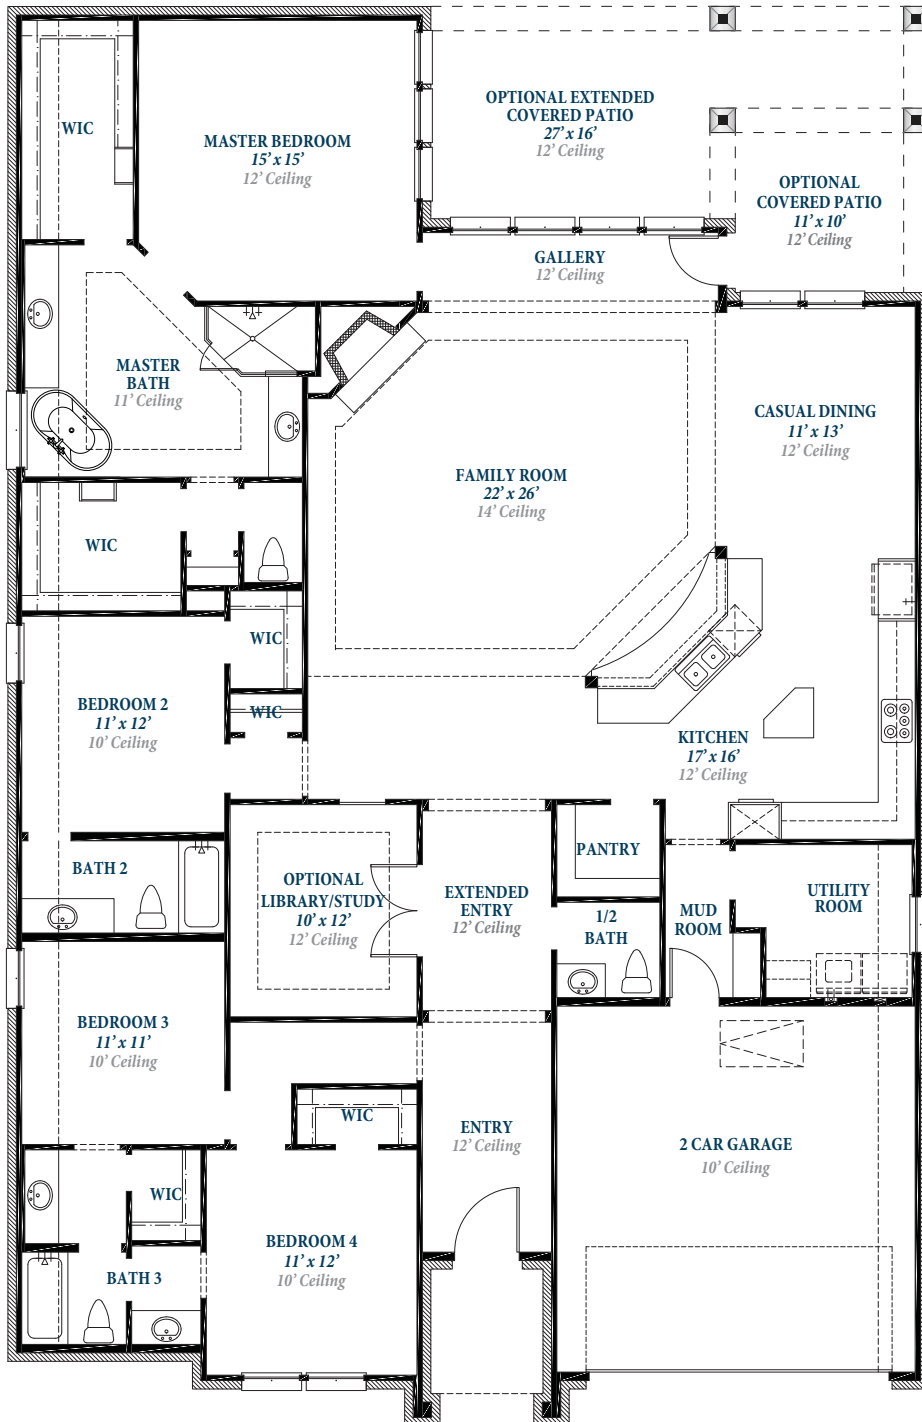 WIC
MASTER BEDROOM
15’ x 15’
12’ Ceiling
OPTIONAL EXTENDED
COVERED PATIO
27’ x 16’
12’ Ceiling
OPTIONAL
COVERED PATIO
11’ x 10’
12’ Ceiling
GALLERY
12’ Ceiling
MASTER
BATH
11’ Ceiling
FAMILY ROOM
22’ x 26’
14’ Ceiling
CASUAL DINING
11’ x 13’
12’ Ceiling
WIC
WIC
BEDROOM 2
11’ x 12’
10’ Ceiling
WIC
KITCHEN
17’ x 16’
12’ Ceiling
BATH 2
OPTIONAL
LIBRARY/STUDY
10’ x 12’
12’ Ceiling
EXTENDED
ENTRY
12’ Ceiling
PANTRY
1/2
BATH
MUD
ROOM
UTILITY
ROOM
BEDROOM 3
11’ x 11’
10’ Ceiling
WIC
ENTRY
12’ Ceiling
2 CAR GARAGE
10’ Ceiling
WIC
BATH 3
BEDROOM 4
11’ x 12’
10’ Ceiling